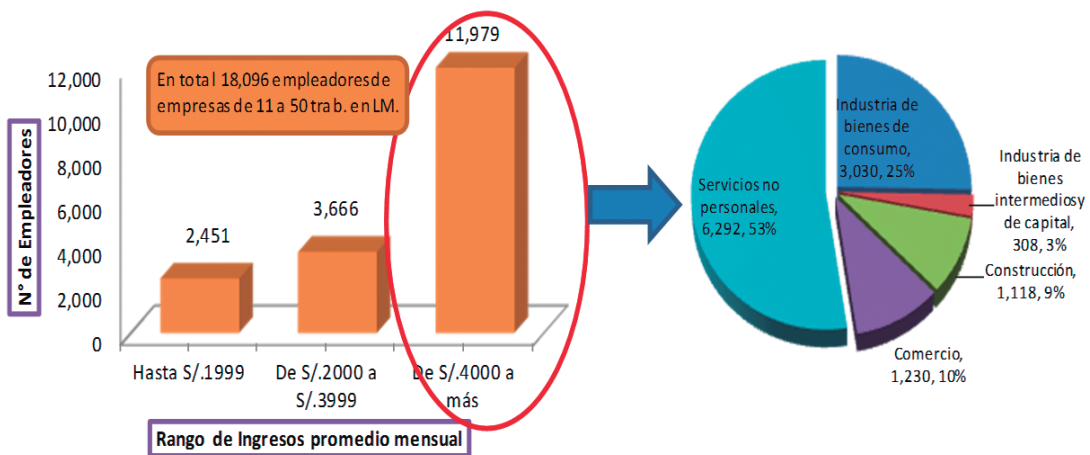 11,979
En total 18,096 empleadores de
empresas de 11 a 50 trab. en LM.
12,000
10,000
8,000
6,000
4,000
2,000
0
N° de Empleadores
2,451
3,666
Hasta S/.1999
De S/.2000 a
S/.3999
De S/.4000 a
más
Rango de Ingresos promedio mensual
Industria de
bienes de
consumo,
3,030, 25%
Industria de
bienes
intermediosy
de capital,
308, 3%
Construcción,
1,118, 9%
Comercio,
1,230, 10%
Servicios no
personales,
6,292, 53%